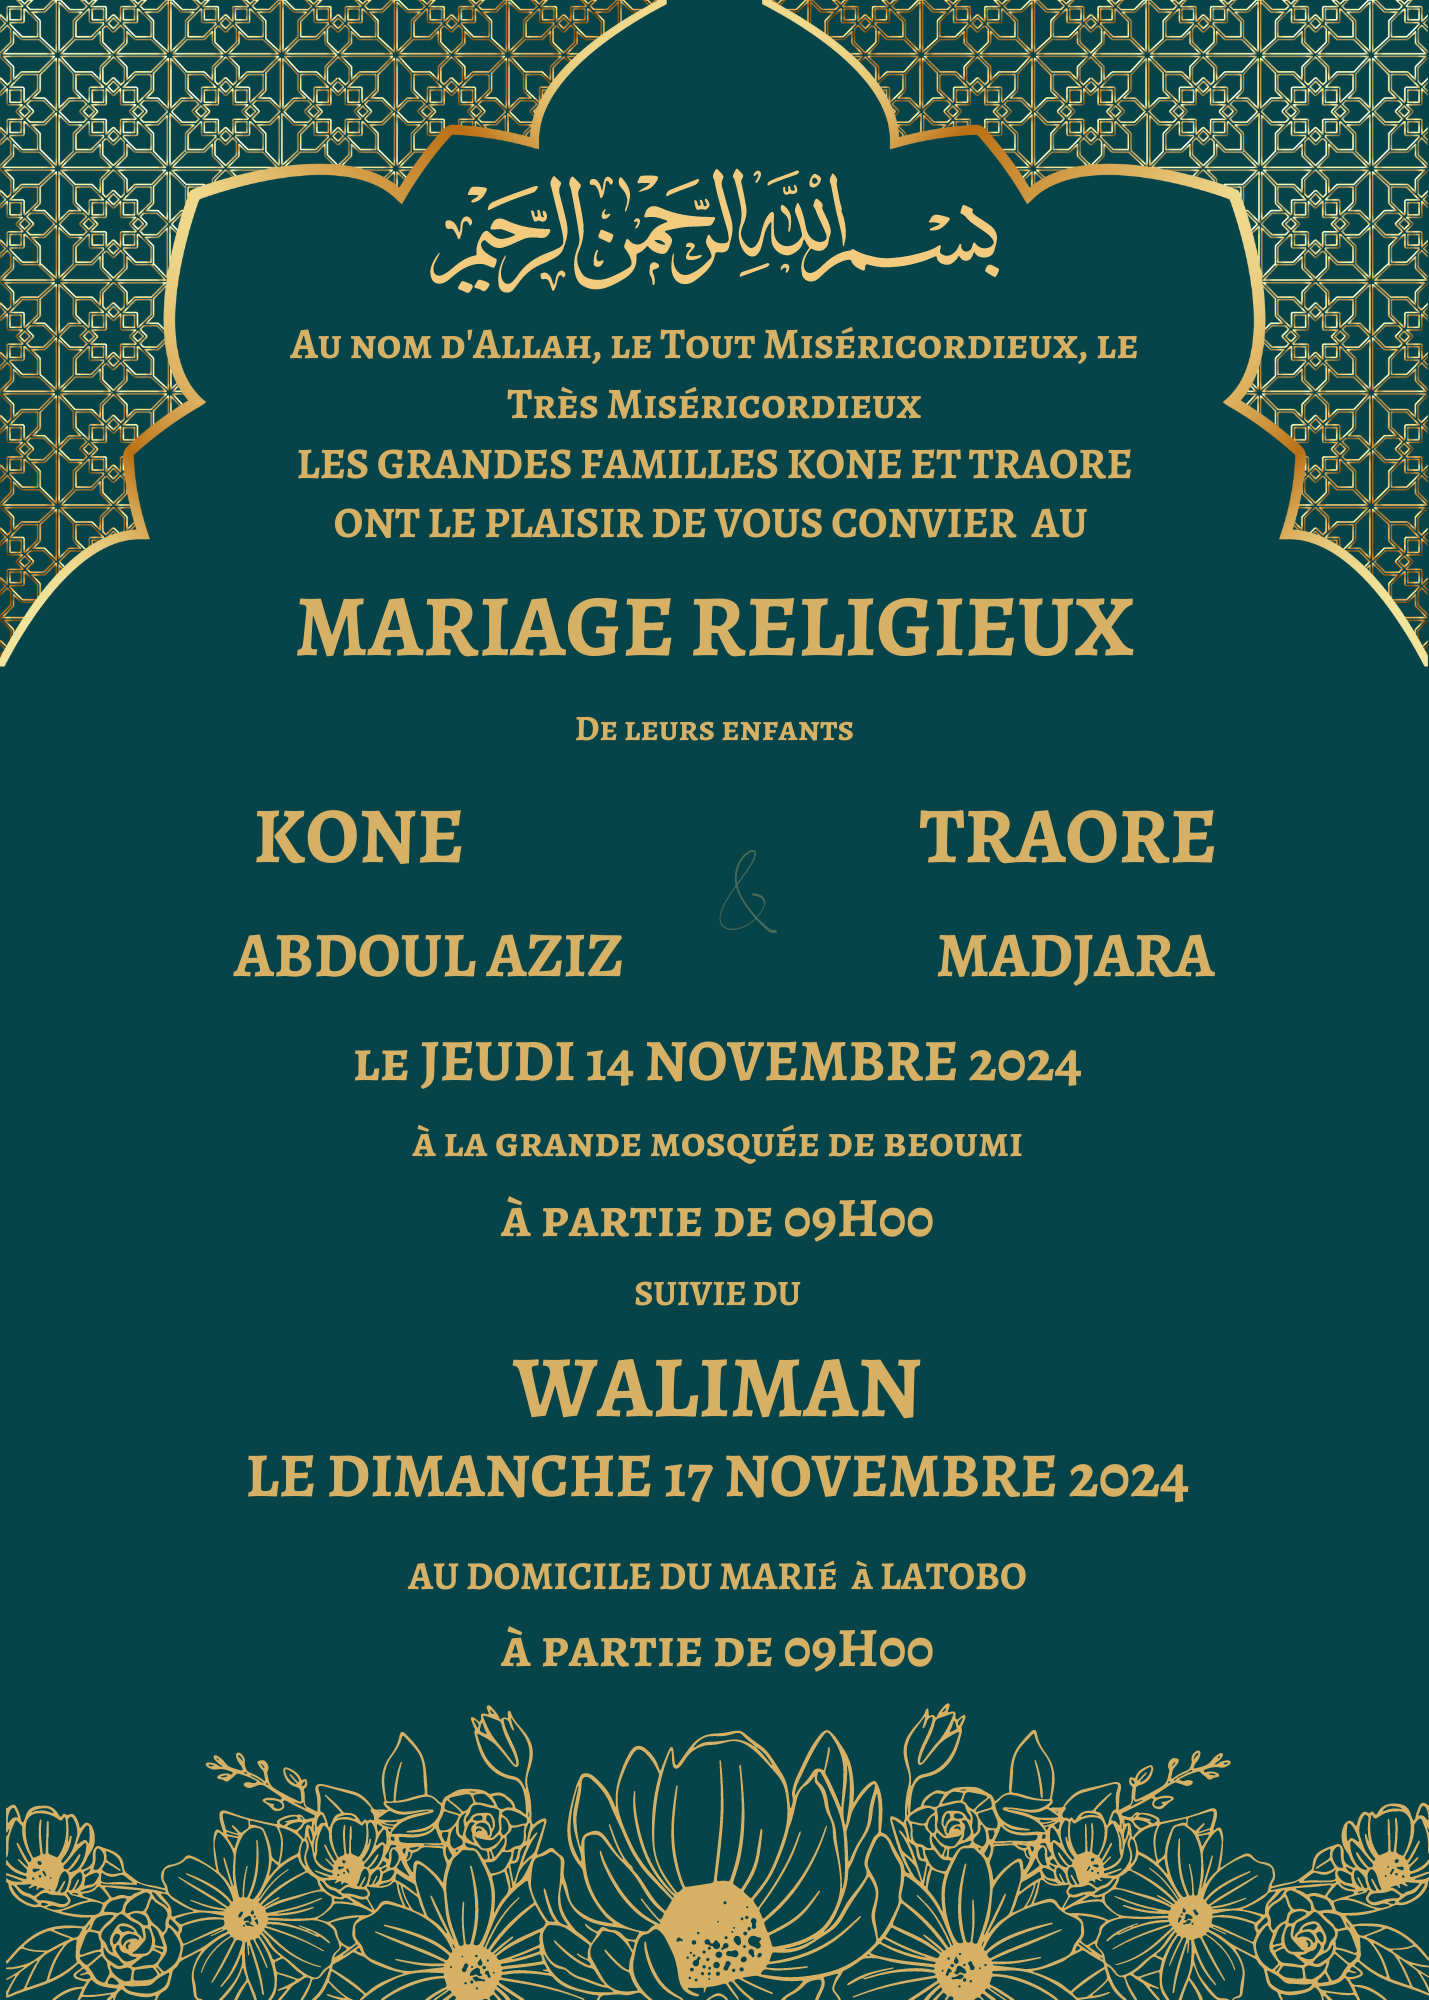 بسم الله الرحمن الرحيم
Au nom d'Allah, le Tout Miséricordieux, le
Très Miséricordieux
LES GRANDES FAMILLES KONE ET TRAORE
ONT LE PLAISIR DE VOUS CONVIER AU
MARIAGE RELIGIEUX
De leurs enfants
KONE
ABDOUL AZIZ
&
TRAORE
MADJARA
le JEUDI 14 NOVEMBRE 2024
à la grande mosquée de beoumi
à partie de 09H00
SUIVIE DU
WALIMAN
LE DIMANCHE 17 NOVEMBRE 2024
AU DOMICILE DU MARIé à LATOBO
à partie de 09H00